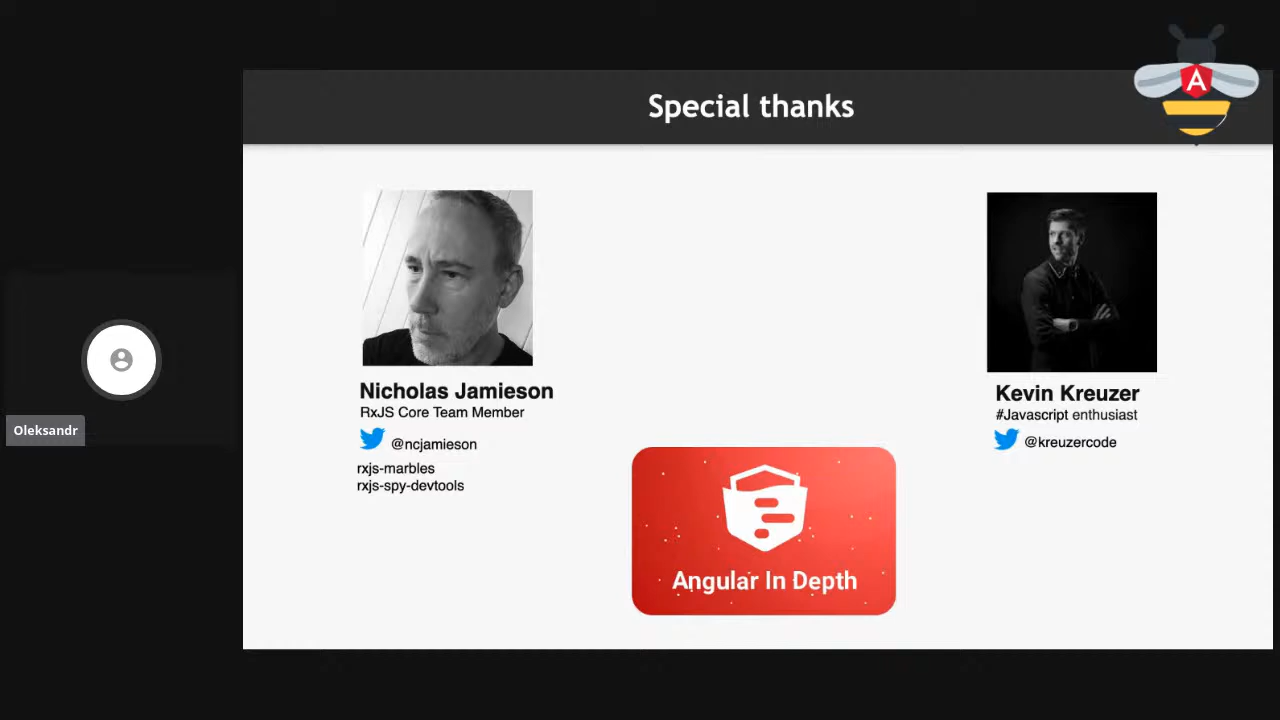 Special thanks
A
Nicholas Jamieson
RxJS Core Team Member
@ncjamieson
rxjs-marbles
rxjs-spy-devtools
Kevin Kreuzer
#Javascript enthusiast
@kreuzercode
Oleksandr
Angular In Depth